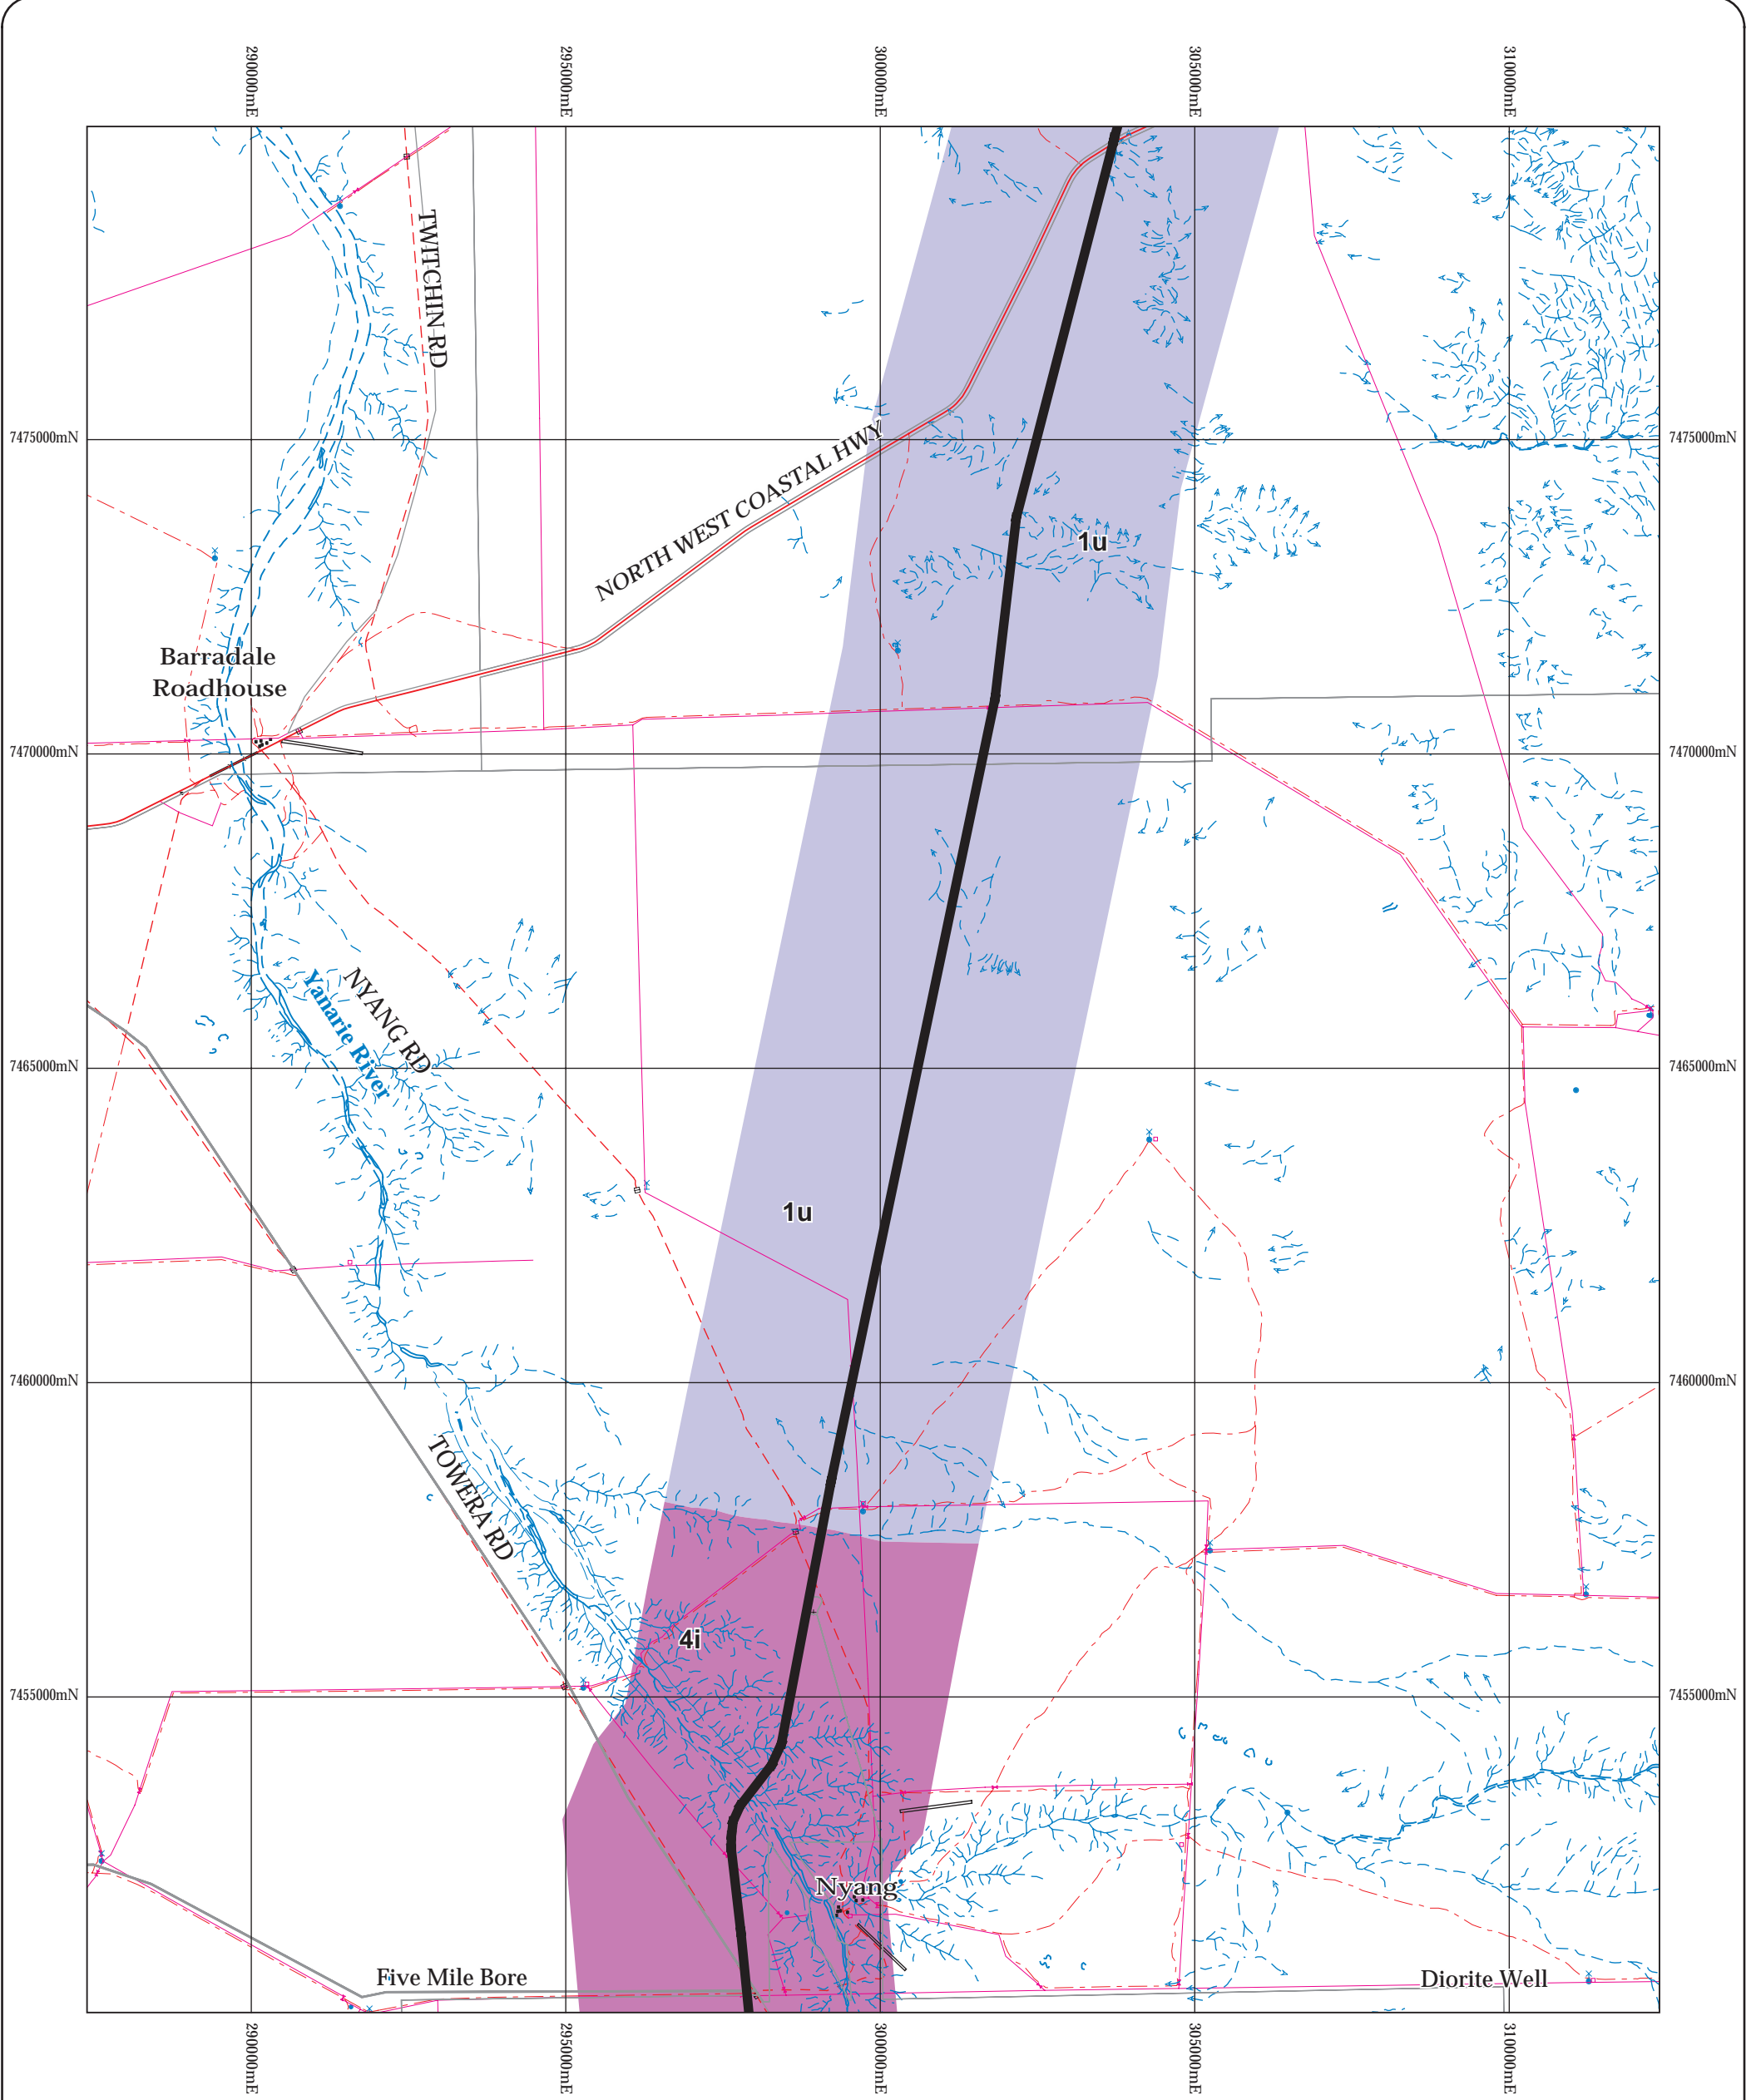 290000mE
295000mE
300000mE
305000mE
310000mE
TWITCHIN RD
7475000mN
7475000mN
NORTH WEST COASTAL HWY
1u
Barradale
Roadhouse
7470000mN
7470000mN
NYANG RD
Yanarie River
7465000mN
7465000mN
1u
7460000mN
7460000mN
TOWERA RD
4i
7455000mN
7455000mN
Nyang
Five Mile Bore
Diorite Well
290000mE
295000mE
300000mE
305000mE
310000mE